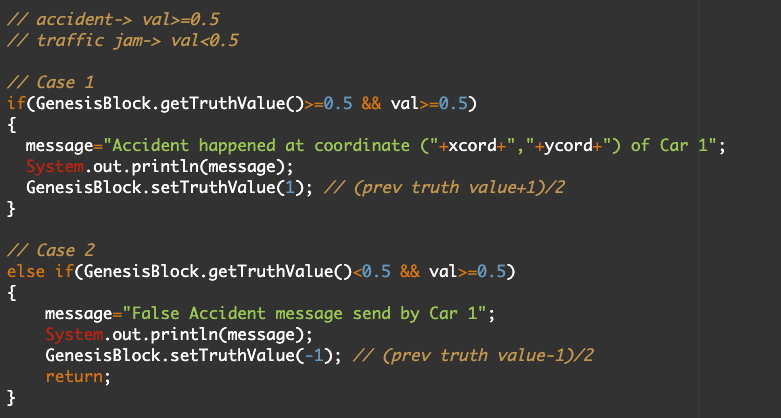 // accident-> val>=0.5
// traffic jam-> val<0.5
// Case 1
if(GenesisBlock.getTruthValue()>=0.5 && val>=0.5)
{
message="Accident happened at coordinate ("+xcord+","+ycord+") of Car 1";
System.out.println(message);
GenesisBlock.setTruthValue(1); // (prev truth value+1)/2
}
// Case 2
else if(GenesisBlock.getTruthValue()<0.5 && val>=0.5)
{
message="False Accident message send by Car 1";
System.out.println(message);
GenesisBlock.setTruthValue(-1); // (prev truth value-1)/2
return;
}